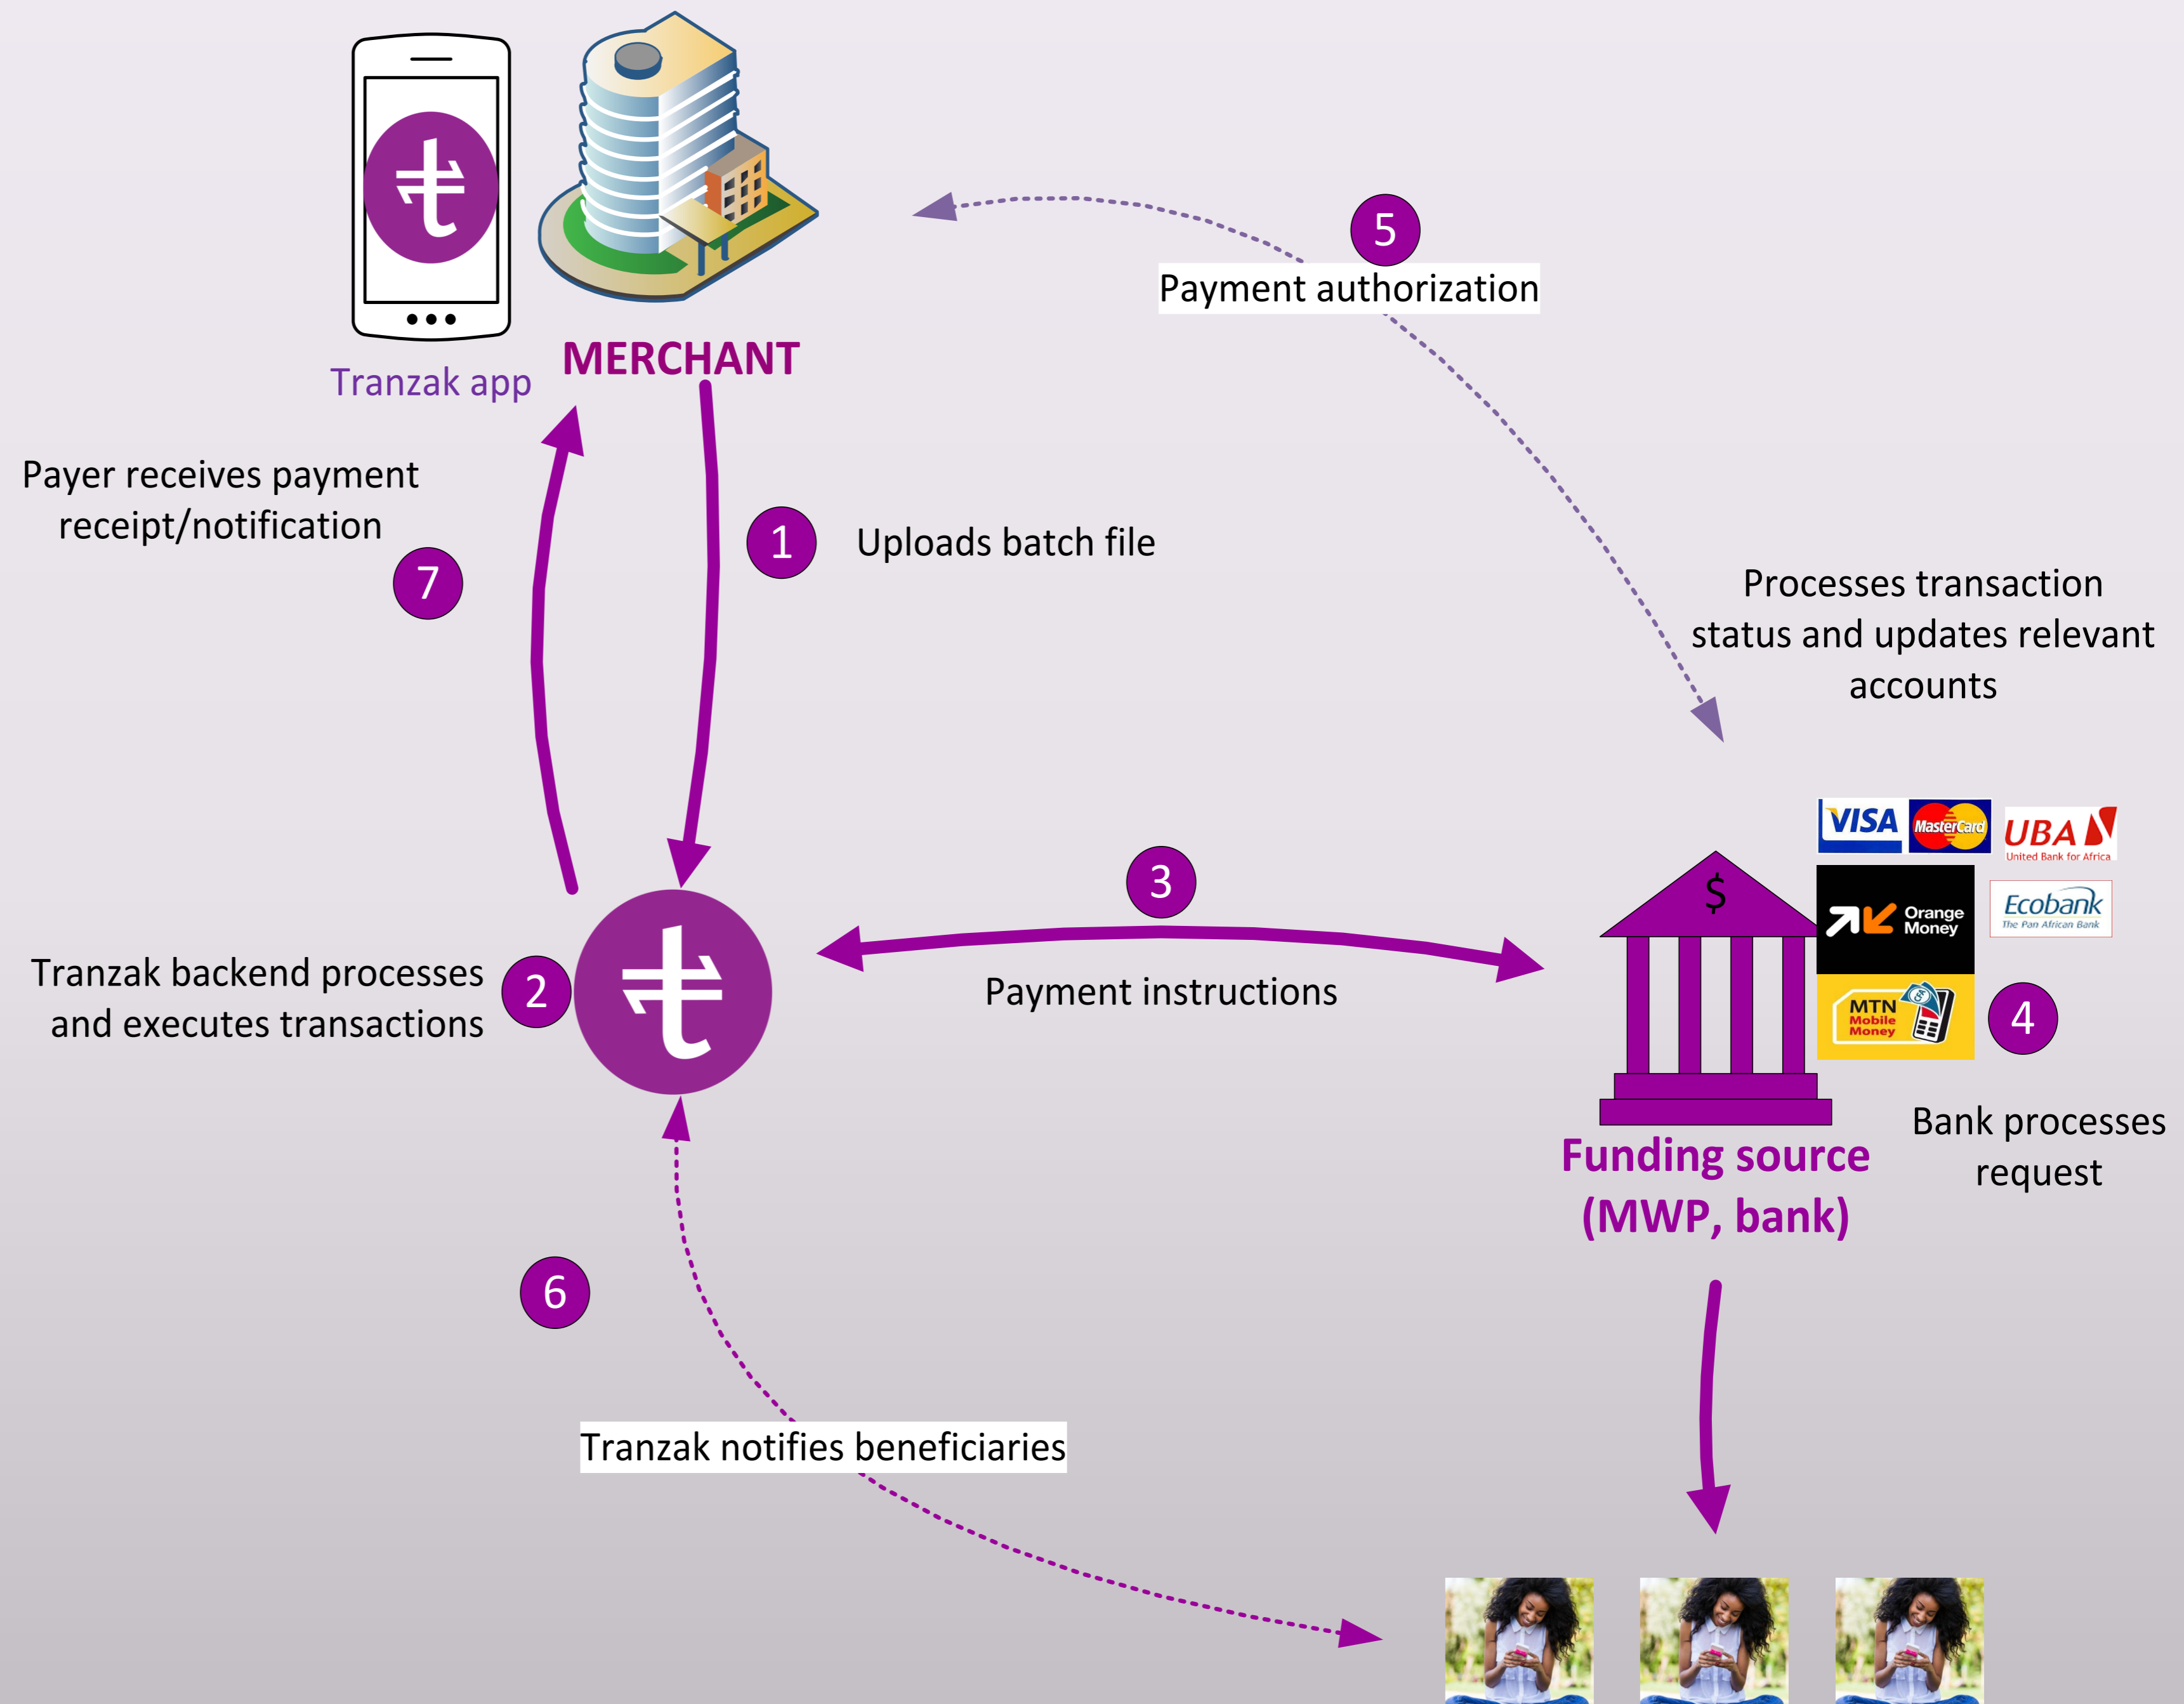 MERCHANT
Tranzak app
5
Payment authorization
Payer receives payment
receipt/notification
7
1
Uploads batch file
Processes transaction
status and updates relevant
accounts
VISA
MasterCard
UBA
United Bank for Africa
$
Orange
Money
Ecobank
The Pan African Bank
MTN
Mobile
Money
CFA
3
Payment instructions
Tranzak backend processes
and executes transactions
2
4
Bank processes
request
Funding source
(MWP, bank)
6
Tranzak notifies beneficiaries